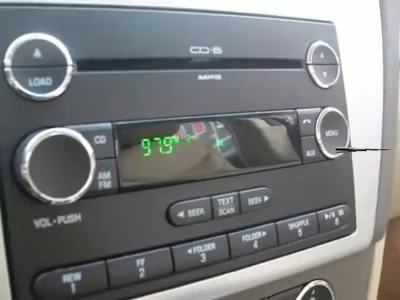 CD-6
LOAD
MP3
97.9
CD
AUX
MENU
AM
FM
VOL-PUSH
◄ SEEK
TEXT
SCAN
SEEK ►
REW
1
FF
2
◄ FOLDER
3
FOLDER ►
4
SHUFFLE
5
6